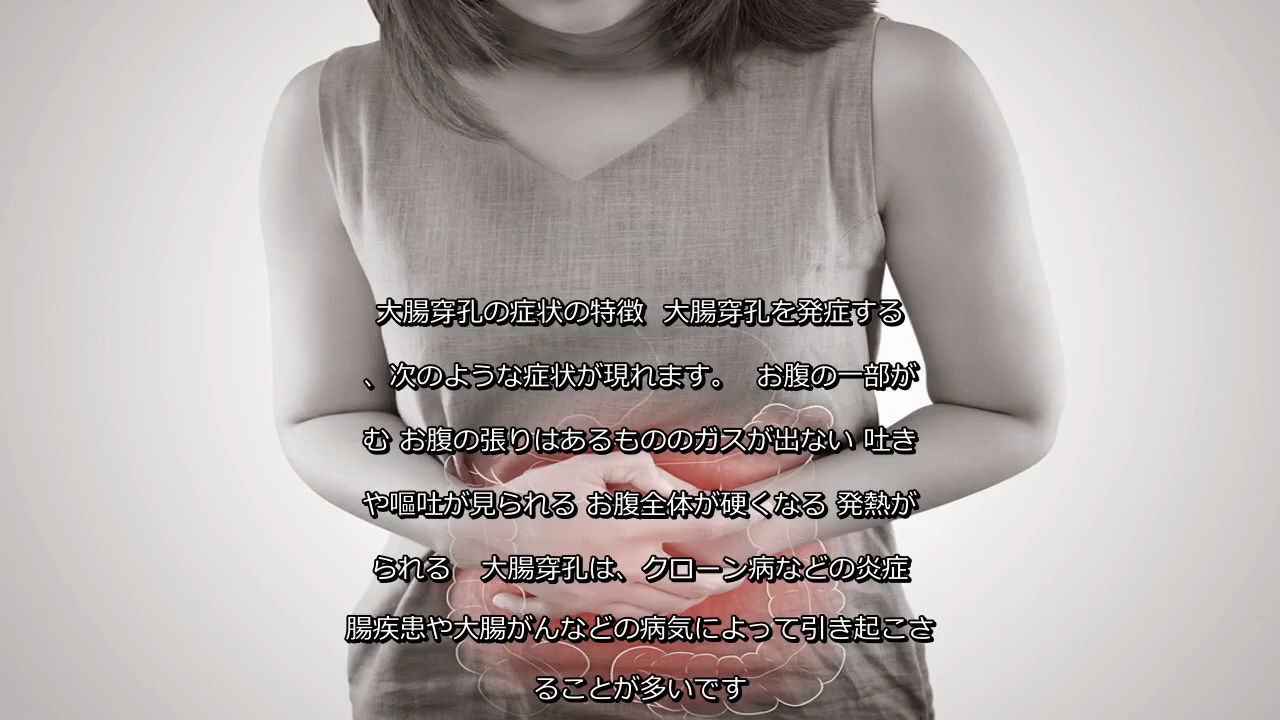 大腸穿孔の症状の特徴 大腸穿孔を発症する
、次のような症状が現れます。 お腹の一部が
む お腹の張りはあるもののガスが出ない 吐き
や嘔吐が見られる お腹全体が硬くなる 発熱が
られる 大腸穿孔は、クローン病などの炎症
腸疾患や大腸がんなどの病気によって引き起こさ
ることが多いです